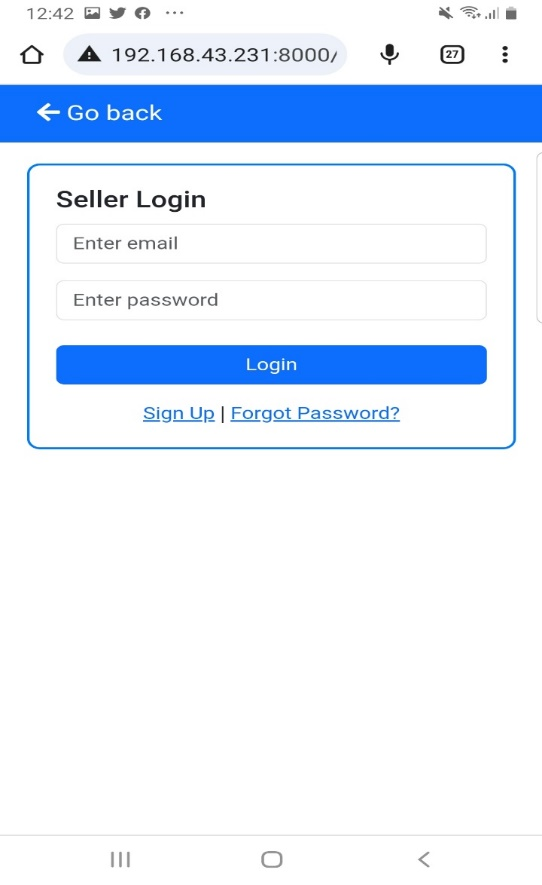 12:42
192.168.43.231:8000/
27
Go back
Seller Login
Enter email
Enter password
Login
Sign Up | Forgot Password?